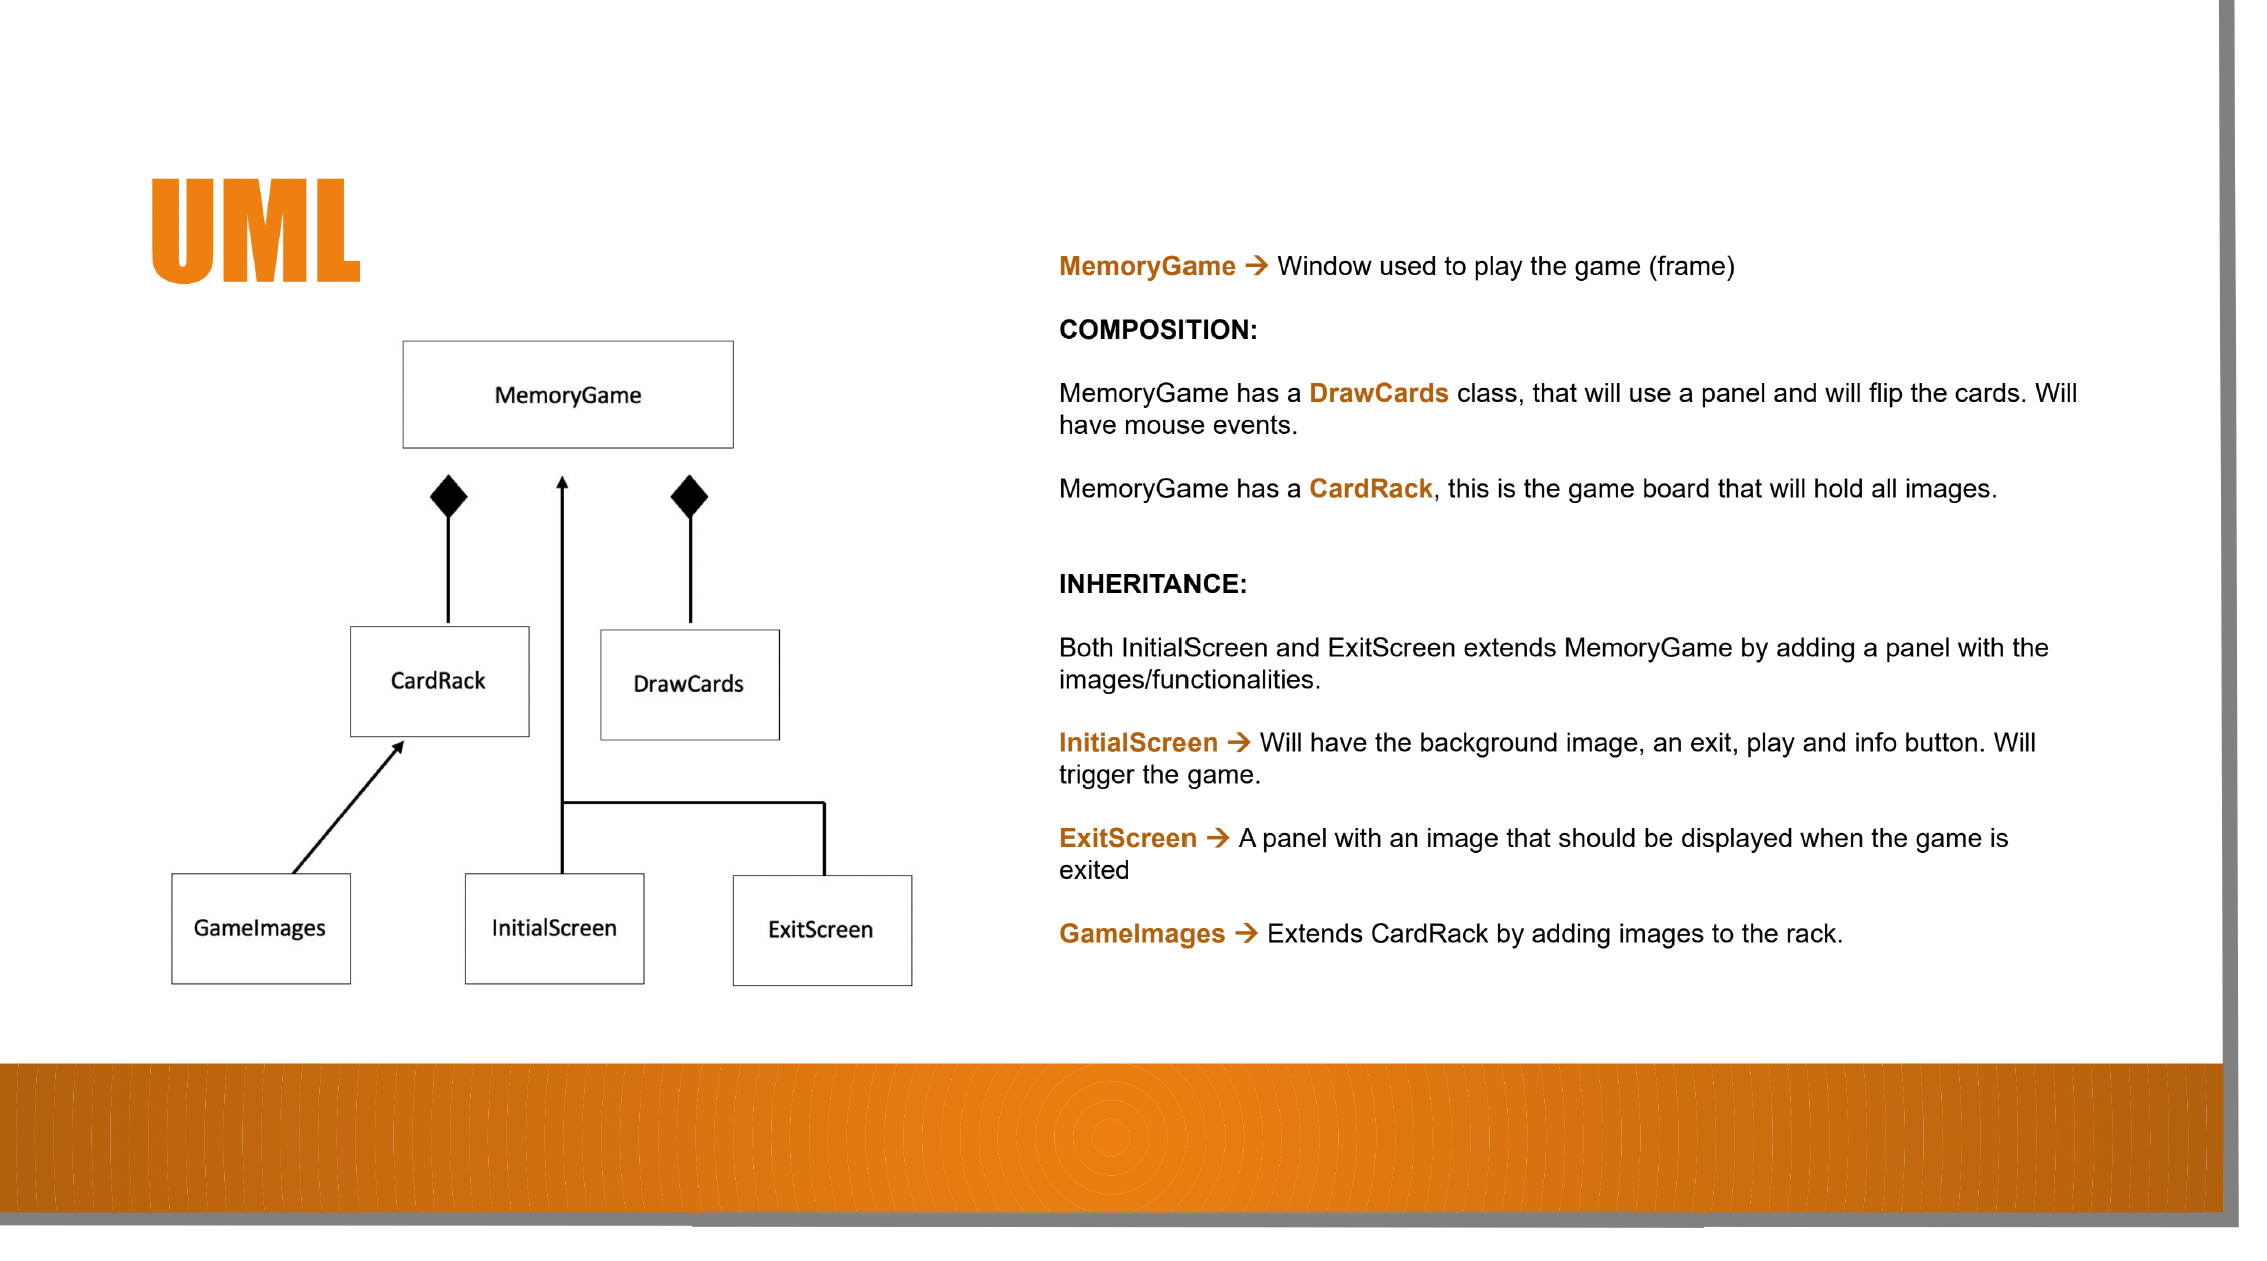 UML
MemoryGame
CardRack
DrawCards
GameImages
InitialScreen
ExitScreen
MemoryGame → Window used to play the game (frame)
COMPOSITION:
MemoryGame has a DrawCards class, that will use a panel and will flip the cards. Will
have mouse events.
MemoryGame has a CardRack, this is the game board that will hold all images.
INHERITANCE:
Both InitialScreen and ExitScreen extends MemoryGame by adding a panel with the
images/functionalities.
InitialScreen → Will have the background image, an exit, play and info button. Will
trigger the game.
ExitScreen → A panel with an image that should be displayed when the game is
exited
GameImages → Extends CardRack by adding images to the rack.